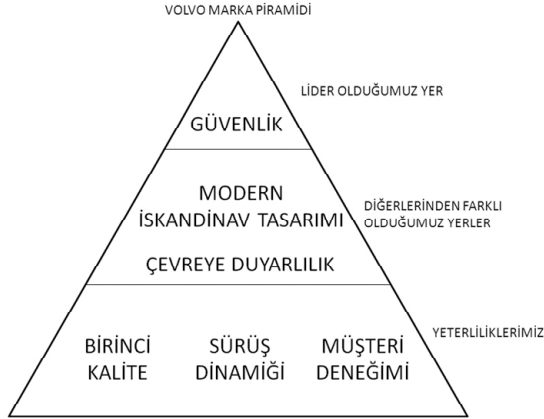 VOLVO MARKA PİRAMİDİ
LİDER OLDUĞUMUZ YER
GÜVENLİK
MODERN
İSKANDİNAV TASARIMI
DİĞERLERİNDEN FARKLI
OLDUĞUMUZ YERLER
ÇEVREYE DUYARLILIK
YETERLİLİKLERİMİZ
BİRİNCİ
KALİTE
SÜRÜŞ
DİNAMİĞİ
MÜŞTERİ
DENEĞİMİ